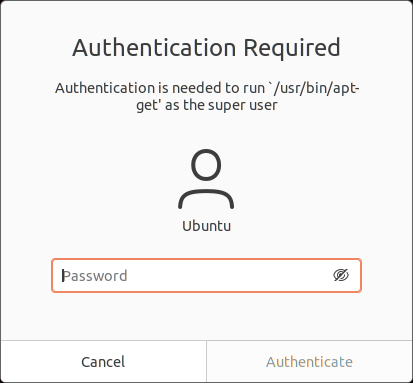 Authentication Required
Authentication is needed to run `/usr/bin/apt-
get' as the super user
Ubuntu
Password
Cancel
Authenticate